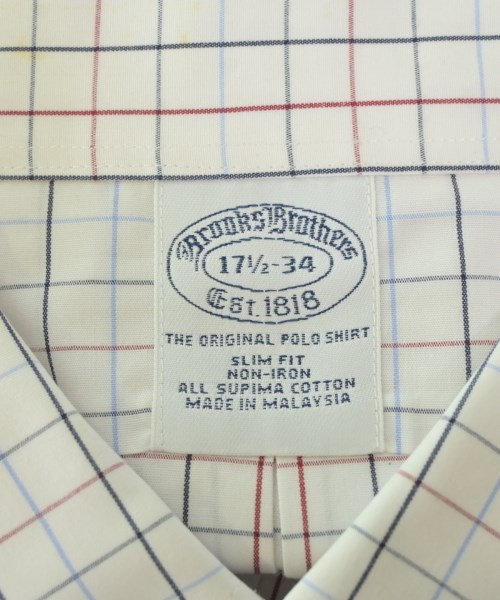 Brooks Brothers
17½-34
Est. 1818
THE ORIGINAL POLO SHIRT
SLIM FIT
NON-IRON
ALL SUPIMA COTTON
MADE IN MALAYSIA